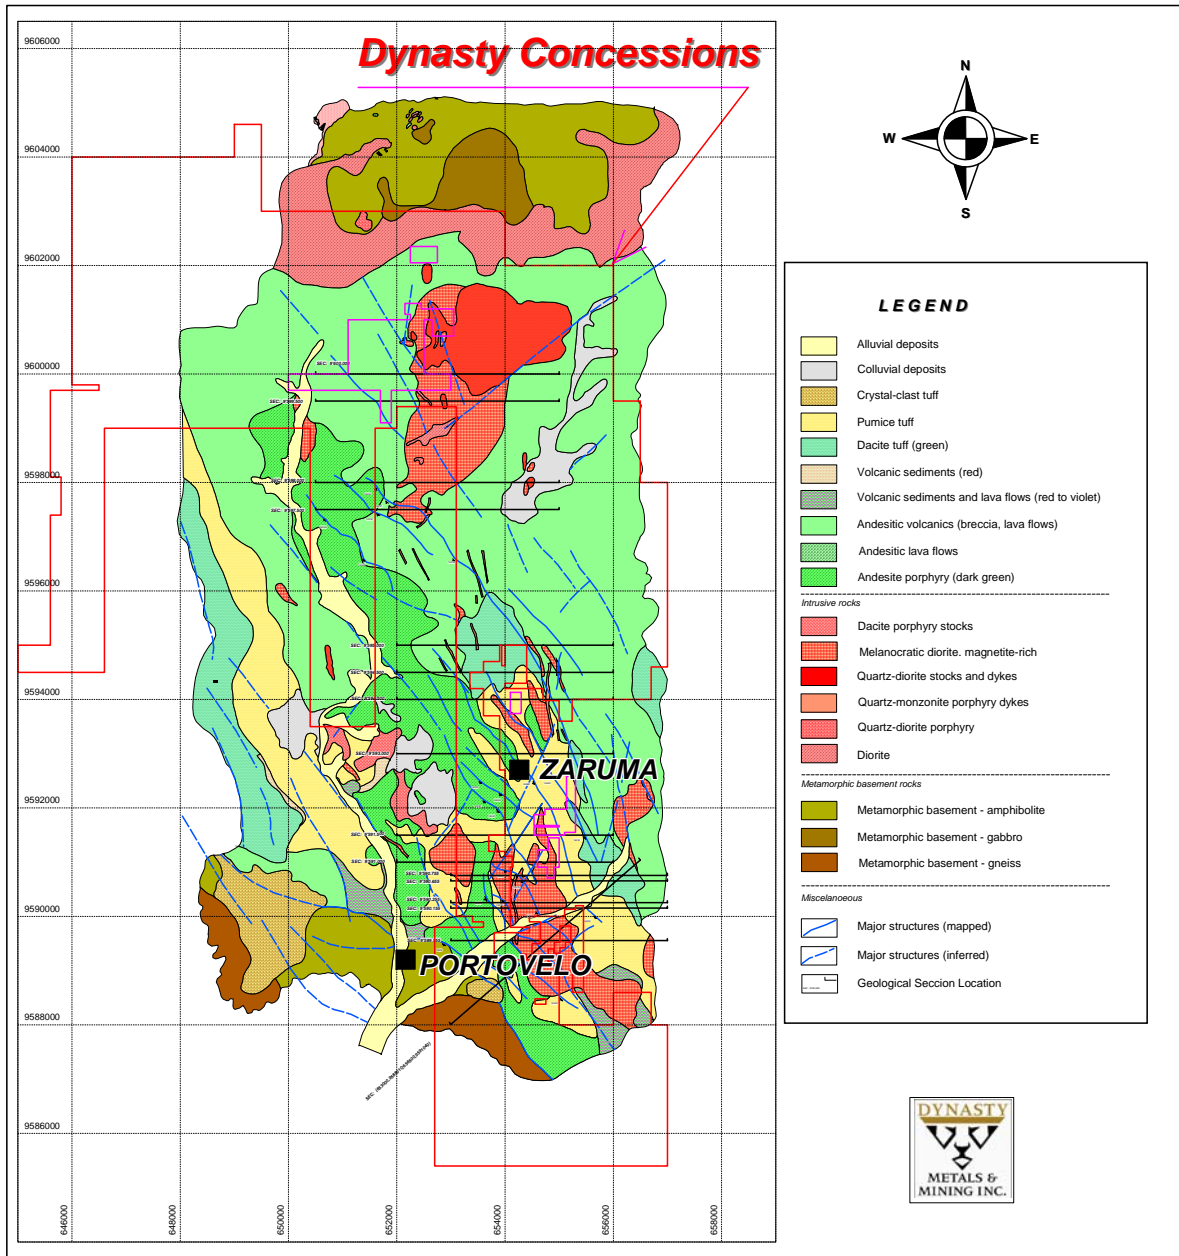 Dynasty Concessions
9606000
9604000
9602000
9600000
9598000
9596000
9594000
9592000
9590000
9588000
9586000
646000
648000
650000
652000
654000
656000
658000
ZARUMA
PORTOVELO
N
W
E
S
LEGEND
Alluvial deposits
Colluvial deposits
Crystal-clast tuff
Pumice tuff
Dacite tuff (green)
Volcanic sediments (red)
Volcanic sediments and lava flows (red to violet)
Andesitic volcanics (breccia, lava flows)
Andesitic lava flows
Andesite porphyry (dark green)
Intrusive rocks
Dacite porphyry stocks
Melanocratic diorite. magnetite-rich
Quartz-diorite stocks and dykes
Quartz-monzonite porphyry dykes
Quartz-diorite porphyry
Diorite
Metamorphic basement rocks
Metamorphic basement - amphibolite
Metamorphic basement - gabbro
Metamorphic basement - gneiss
Miscelanoeous
Major structures (mapped)
Major structures (inferred)
Geological Seccion Location
DYNASTY
METALS &
MINING INC.